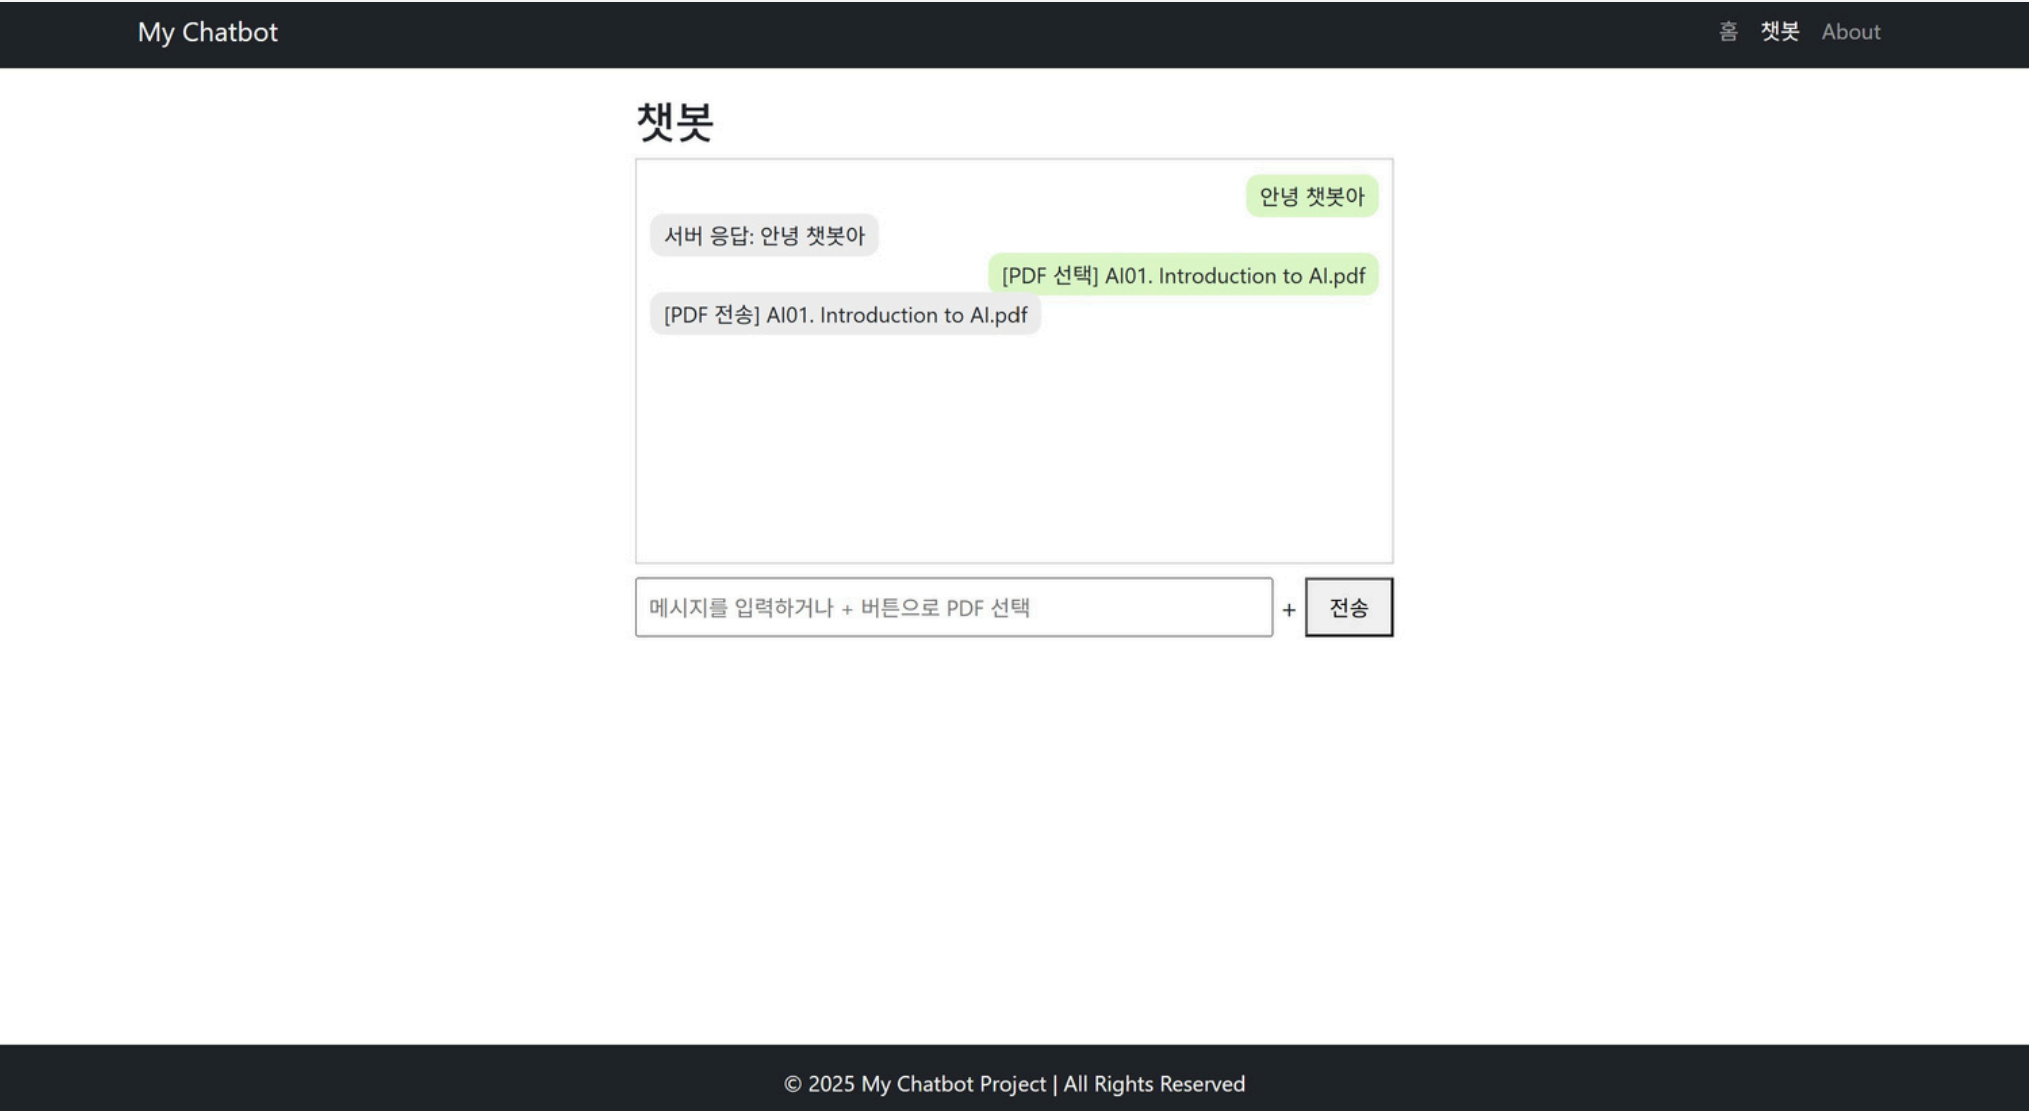 My Chatbot
홈 챗봇 About
챗봇
안녕 챗봇아
서버 응답: 안녕 챗봇아
[PDF 선택] AI01. Introduction to AI.pdf
[PDF 전송] AI01. Introduction to AI.pdf
메시지를 입력하거나 + 버튼으로 PDF 선택
+
전송
© 2025 My Chatbot Project | All Rights Reserved